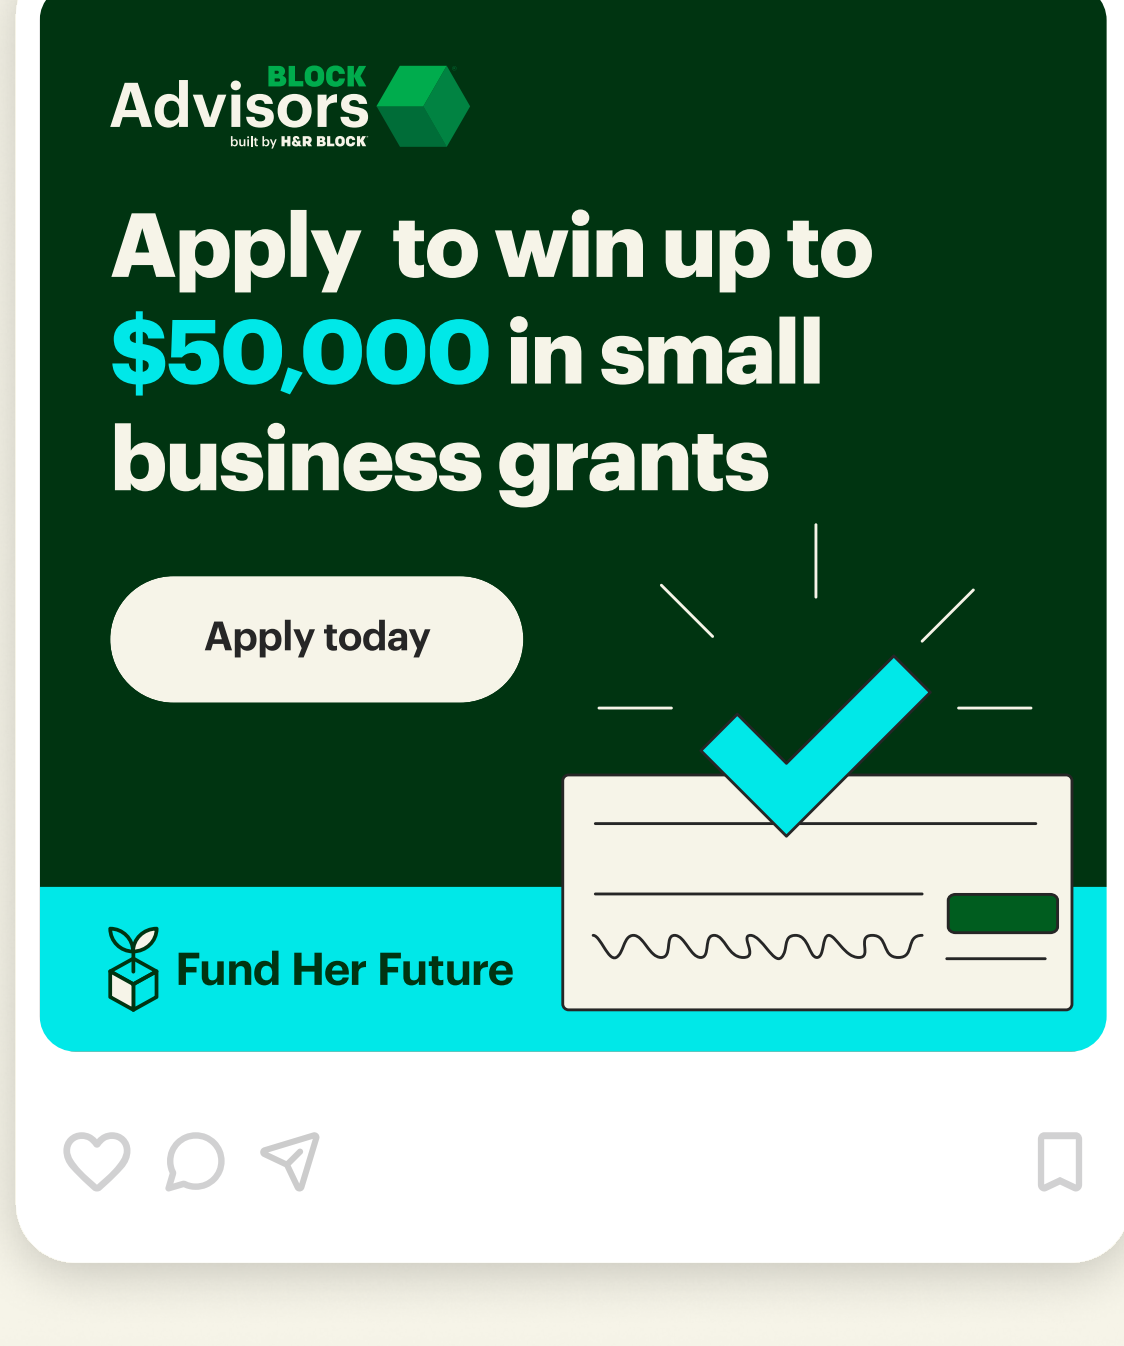 BLOCK
Advisors
built by H&R BLOCK
Apply to win up to
$50,000 in small
business grants
Apply today
Fund Her Future